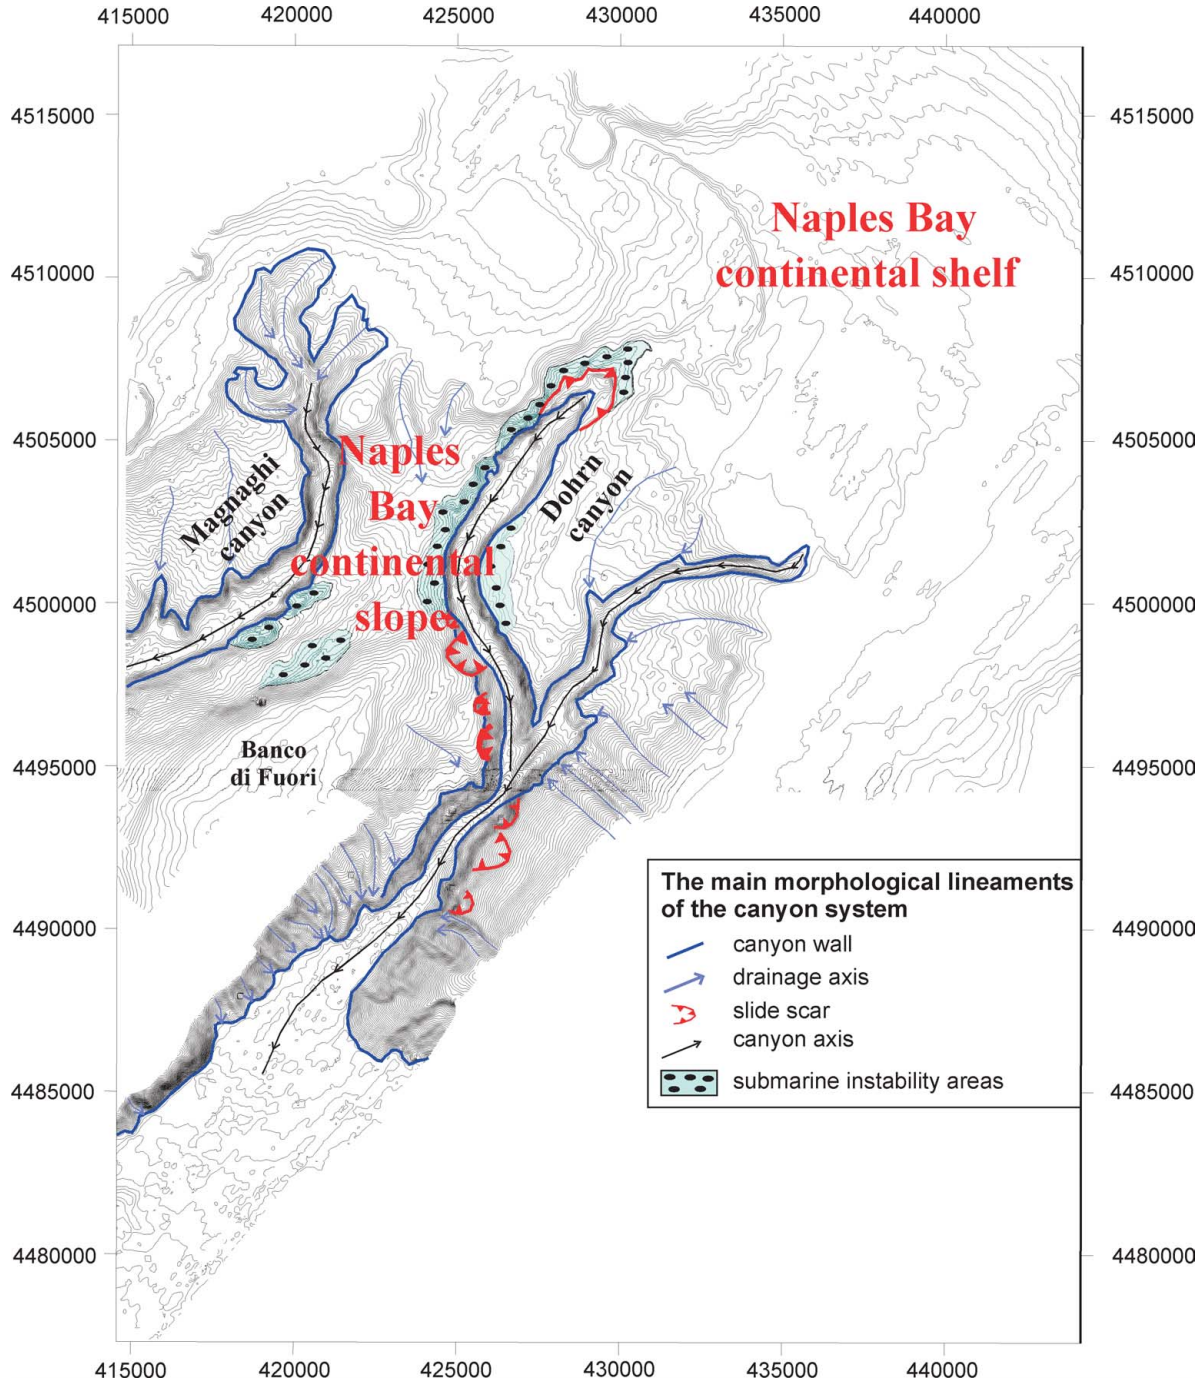 415000 420000 425000 430000 435000 440000
4515000 4515000
Naples Bay
continental shelf
4510000 4510000
4505000 4505000
Naples
Bay
continental
slope
Magnaghi
canyon
Dohrn
canyon
4500000 4500000
Banco
di Fuori
4495000 4495000
The main morphological lineaments
of the canyon system
canyon wall
drainage axis
slide scar
canyon axis
submarine instability areas
4490000 4490000
4485000 4485000
4480000 4480000
415000 420000 425000 430000 435000 440000